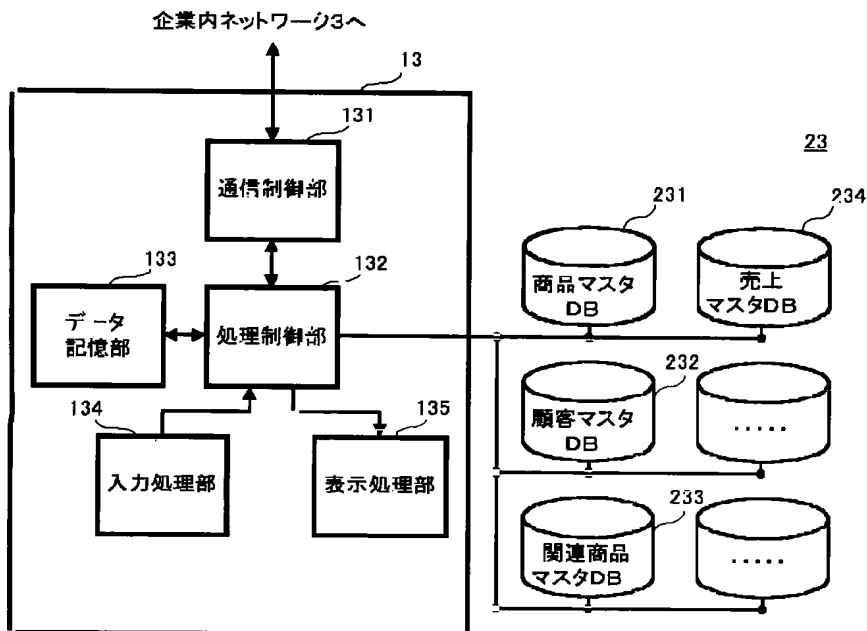 企業内ネットワーク3へ
13
131
通信制御部
23
231
234
商品マスタ
DB
売上
マスタDB
133
132
データ
記憶部
処理制御部
232
顧客マスタ
DB
.....
134
135
入力処理部
表示処理部
233
関連商品
マスタDB
.....